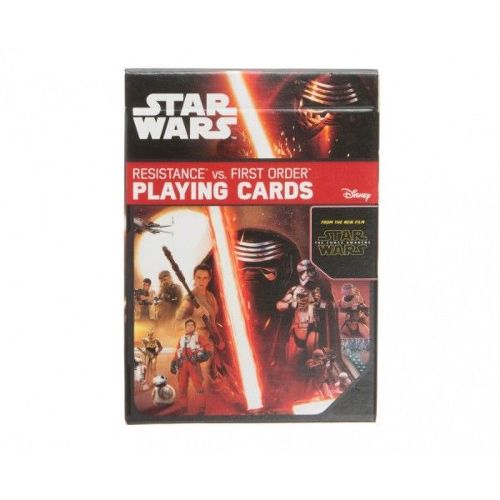 STAR
WARS
RESISTANCE™ vs. FIRST ORDER™
PLAYING CARDS
Disney
FROM THE NEW FILM
STAR
THE FORCE AWAKENS
WARS